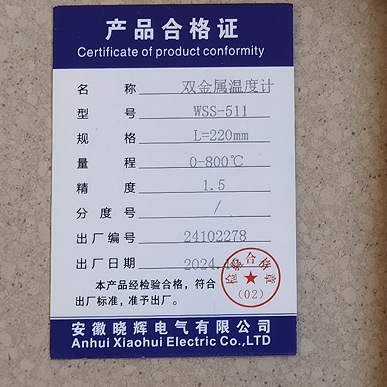 产品合格证
Certificate of product conformity
名称 双金属温度计
型号 WSS-511
规格 L=220mm
量程 0-800℃
精度 1.5
分度号 /
出厂编号 24102278
出厂日期 2024.10
检验合格章
(02)
本产品经检验合格，符合
出厂标准，准予出厂。
安徽晓辉电气有限公司
Anhui Xiaohui Electric Co.,LTD